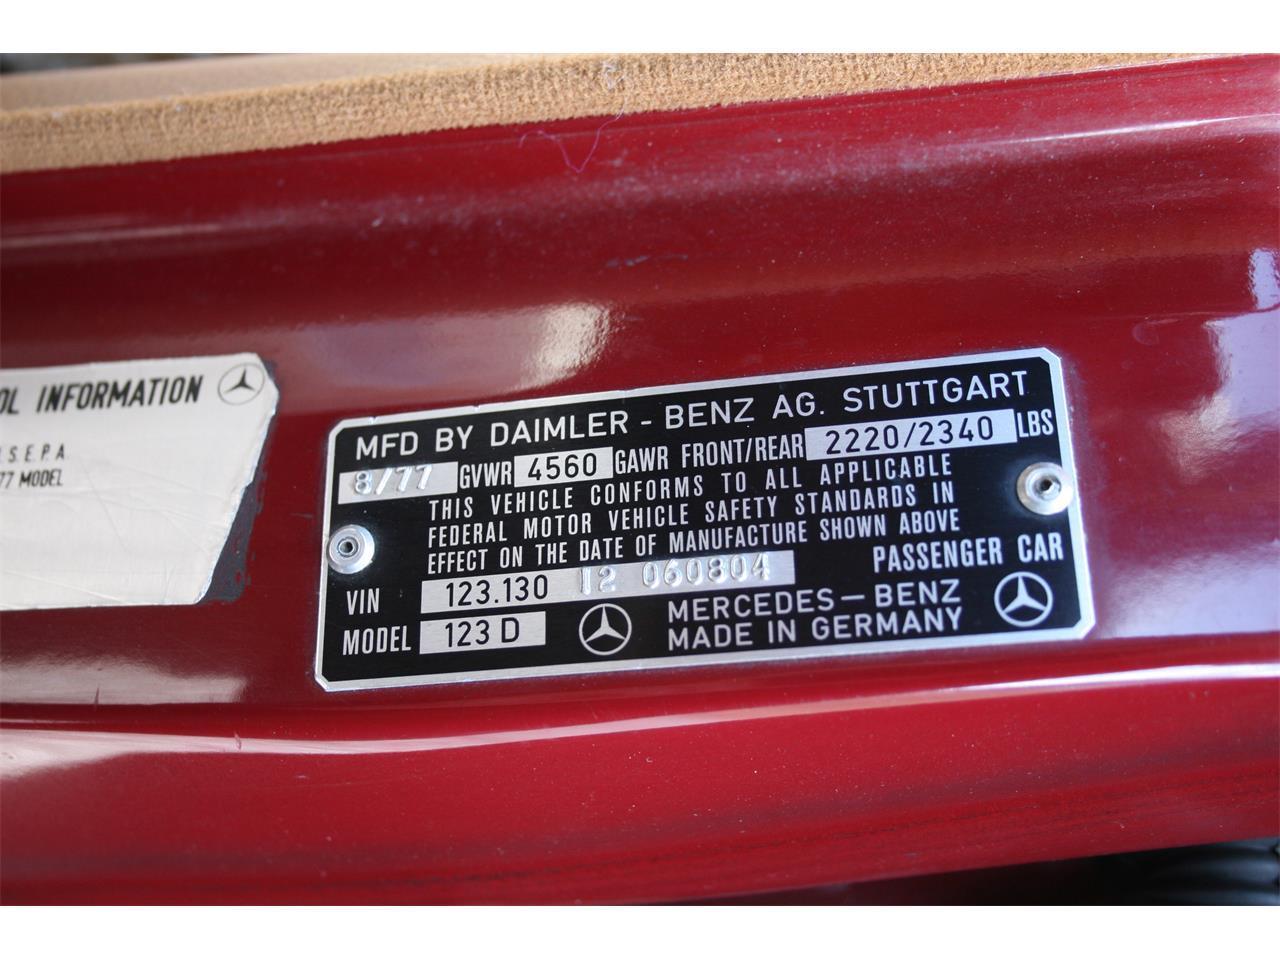 OL INFORMATION
.S.E.P.A
77 MODEL
MFD BY DAIMLER - BENZ AG. STUTTGART
8/77 GVWR 4560 GAWR FRONT/REAR 2220/2340 LBS
THIS VEHICLE CONFORMS TO ALL APPLICABLE
FEDERAL MOTOR VEHICLE SAFETY STANDARDS IN
EFFECT ON THE DATE OF MANUFACTURE SHOWN ABOVE
VIN 123.130 12 060804 PASSENGER CAR
MODEL 123 D MERCEDES-BENZ
MADE IN GERMANY